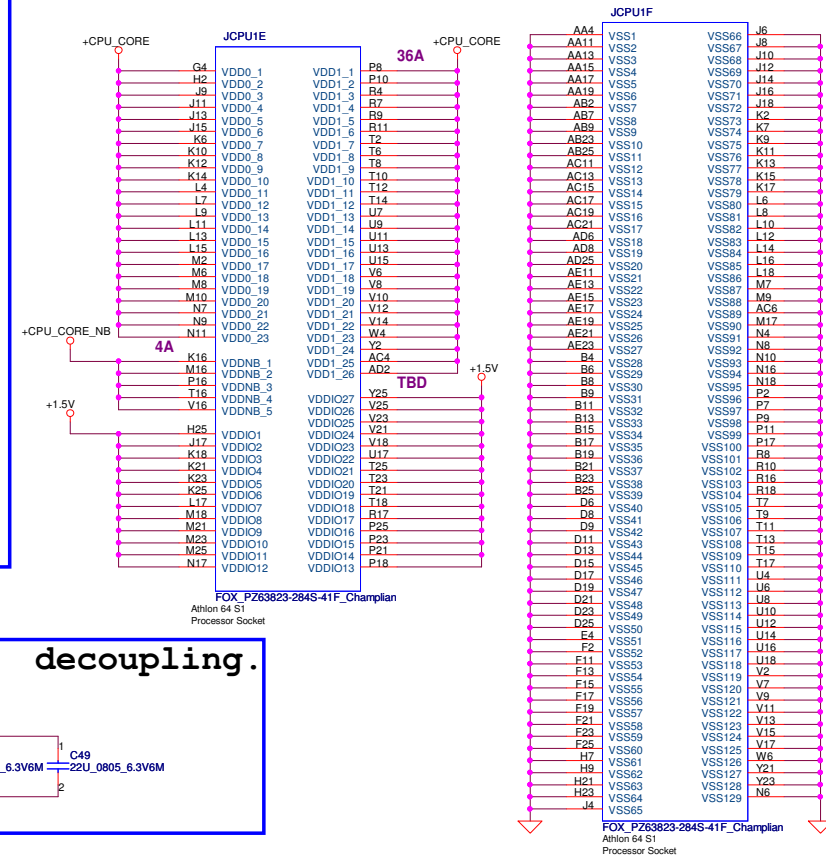 JCPU1E
+CPU_CORE
+CPU_CORE
36A
G4 VDD0_1 VDD1_1 P8
H2 VDD0_2 VDD1_2 P10
J9 VDD0_3 VDD1_3 R4
J11 VDD0_4 VDD1_4 R7
J13 VDD0_5 VDD1_5 R9
J15 VDD0_6 VDD1_6 R11
K6 VDD0_7 VDD1_7 T2
K10 VDD0_8 VDD1_8 T6
K12 VDD0_9 VDD1_9 T8
K14 VDD0_10 VDD1_10 T10
L4 VDD0_11 VDD1_11 T12
L7 VDD0_12 VDD1_12 T14
L9 VDD0_13 VDD1_13 U7
L11 VDD0_14 VDD1_14 U9
L13 VDD0_15 VDD1_15 U11
L15 VDD0_16 VDD1_16 U13
M2 VDD0_17 VDD1_17 U15
M6 VDD0_18 VDD1_18 V6
M8 VDD0_19 VDD1_19 V8
M10 VDD0_20 VDD1_20 V10
N7 VDD0_21 VDD1_21 V12
N9 VDD0_22 VDD1_22 V14
N11 VDD0_23 VDD1_23 W4
VDD1_24 Y2
VDD1_25 AC4
VDD1_26 AD2
+CPU_CORE_NB
4A
K16 VDDNB_1
M16 VDDNB_2
P16 VDDNB_3
T16 VDDNB_4
V16 VDDNB_5
TBD
+1.5V
+1.5V
VDDIO27 Y25
VDDIO26 V25
VDDIO25 V23
H25 VDDIO1 VDDIO24 V21
J17 VDDIO2 VDDIO23 V18
K18 VDDIO3 VDDIO22 U17
K21 VDDIO4 VDDIO21 T25
K23 VDDIO5 VDDIO20 T23
K25 VDDIO6 VDDIO19 T21
L17 VDDIO7 VDDIO18 T18
M18 VDDIO8 VDDIO17 R17
M21 VDDIO9 VDDIO16 P25
M23 VDDIO10 VDDIO15 P23
M25 VDDIO11 VDDIO14 P21
N17 VDDIO12 VDDIO13 P18
FOX_PZ63823-284S-41F_Champlian
Athlon 64 S1
Processor Socket
decoupling.
1
C49
_6.3V6M 22U_0805_6.3V6M
2
JCPU1F
AA4 VSS1 VSS66 J6
AA11 VSS2 VSS67 J8
AA13 VSS3 VSS68 J10
AA15 VSS4 VSS69 J12
AA17 VSS5 VSS70 J14
AA19 VSS6 VSS71 J16
AB2 VSS7 VSS72 J18
AB7 VSS8 VSS73 K2
AB9 VSS9 VSS74 K7
AB23 VSS10 VSS75 K9
AB25 VSS11 VSS76 K11
AC11 VSS12 VSS77 K13
AC13 VSS13 VSS78 K15
AC15 VSS14 VSS79 K17
AC17 VSS15 VSS80 L6
AC19 VSS16 VSS81 L8
AC21 VSS17 VSS82 L10
AD6 VSS18 VSS83 L12
AD8 VSS19 VSS84 L14
AD25 VSS20 VSS85 L16
AE11 VSS21 VSS86 L18
AE13 VSS22 VSS87 M7
AE15 VSS23 VSS88 M9
AE17 VSS24 VSS89 AC6
AE19 VSS25 VSS90 M17
AE21 VSS26 VSS91 N4
AE23 VSS27 VSS92 N8
B4 VSS28 VSS93 N10
B6 VSS29 VSS94 N16
B8 VSS30 VSS95 N18
B9 VSS31 VSS96 P2
B11 VSS32 VSS97 P7
B13 VSS33 VSS98 P9
B15 VSS34 VSS99 P11
B17 VSS35 VSS100 P17
B19 VSS36 VSS101 R8
B21 VSS37 VSS102 R10
B23 VSS38 VSS103 R16
B25 VSS39 VSS104 R18
D6 VSS40 VSS105 T7
D8 VSS41 VSS106 T9
D9 VSS42 VSS107 T11
D11 VSS43 VSS108 T13
D13 VSS44 VSS109 T15
D15 VSS45 VSS110 T17
D17 VSS46 VSS111 U4
D19 VSS47 VSS112 U6
D21 VSS48 VSS113 U8
D23 VSS49 VSS114 U10
D25 VSS50 VSS115 U12
E4 VSS51 VSS116 U14
F2 VSS52 VSS117 U16
F11 VSS53 VSS118 U18
F13 VSS54 VSS119 V2
F15 VSS55 VSS120 V7
F17 VSS56 VSS121 V9
F19 VSS57 VSS122 V11
F21 VSS58 VSS123 V13
F23 VSS59 VSS124 V15
F25 VSS60 VSS125 V17
H7 VSS61 VSS126 W6
H9 VSS62 VSS127 Y21
H21 VSS63 VSS128 Y23
H23 VSS64 VSS129 N6
J4 VSS65
FOX_PZ63823-284S-41F_Champlian
Athlon 64 S1
Processor Socket